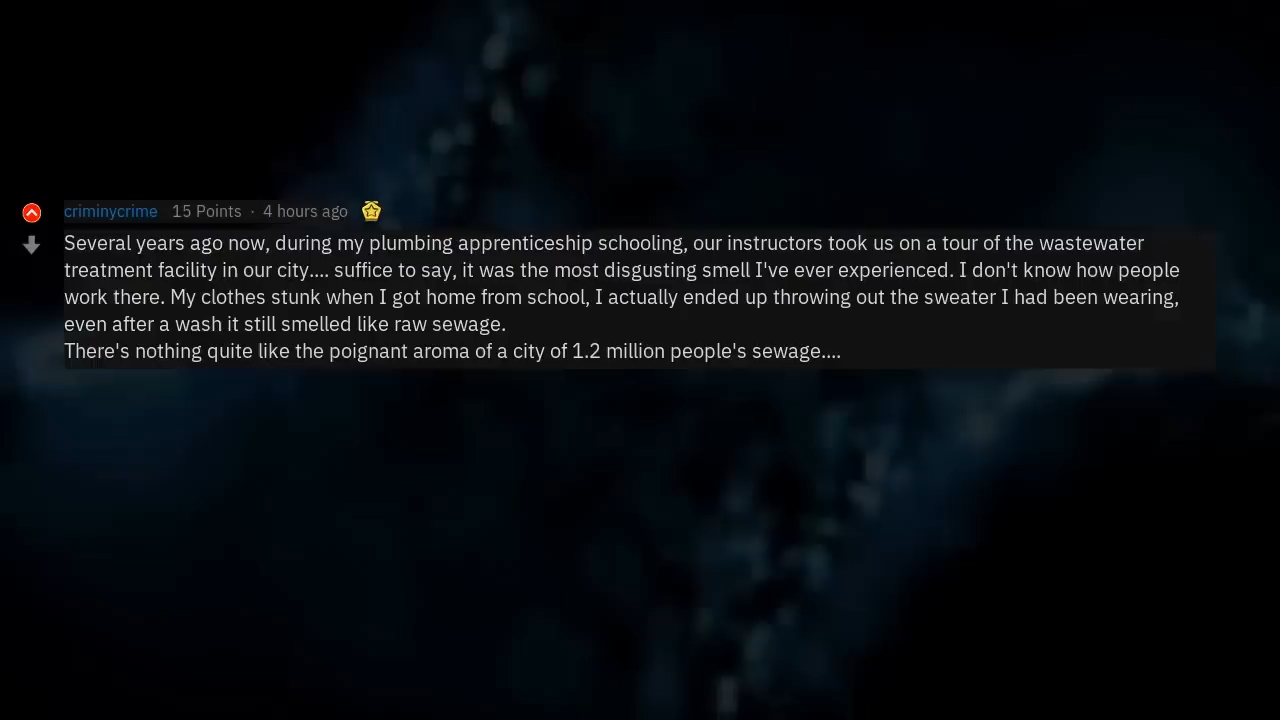 criminycrime 15 Points · 4 hours ago
Several years ago now, during my plumbing apprenticeship schooling, our instructors took us on a tour of the wastewater
treatment facility in our city.... suffice to say, it was the most disgusting smell I've ever experienced. I don't know how people
work there. My clothes stunk when I got home from school, I actually ended up throwing out the sweater I had been wearing,
even after a wash it still smelled like raw sewage.
There's nothing quite like the poignant aroma of a city of 1.2 million people's sewage....